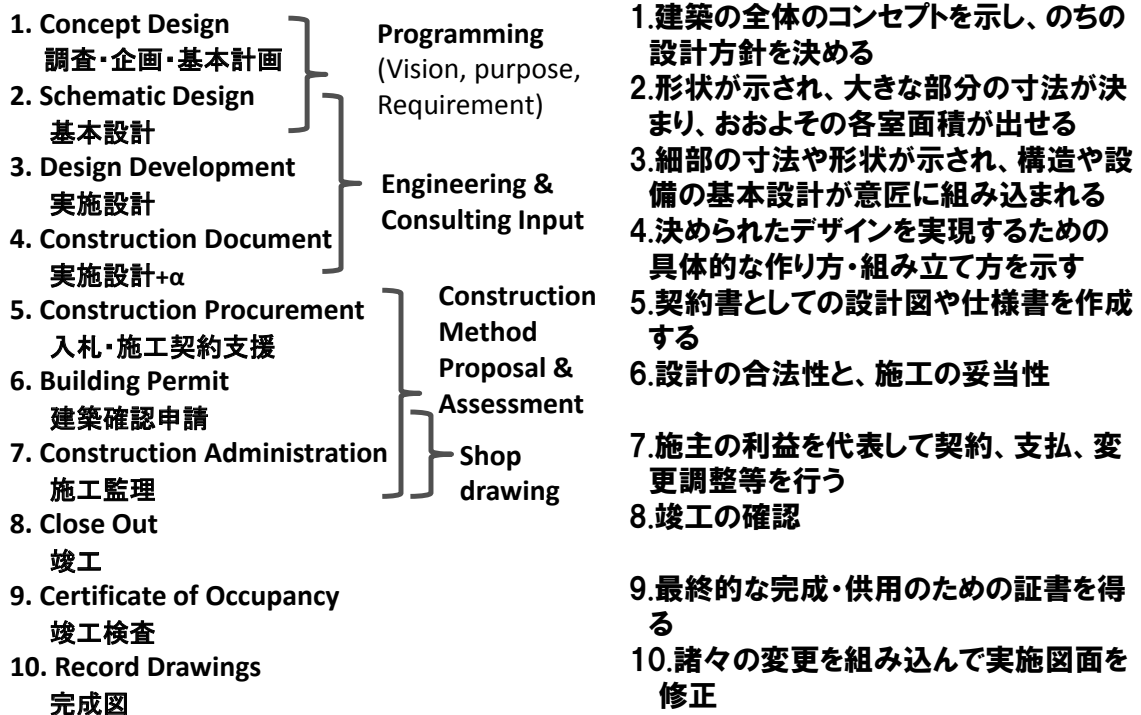 1. Concept Design
調査・企画・基本計画
2. Schematic Design
基本設計
3. Design Development
実施設計
4. Construction Document
実施設計+α
5. Construction Procurement
入札・施工契約支援
6. Building Permit
建築確認申請
7. Construction Administration
施工監理
8. Close Out
竣工
9. Certificate of Occupancy
竣工検査
10. Record Drawings
完成図
Programming
(Vision, purpose,
Requirement)
Engineering &
Consulting Input
Construction
Method
Proposal &
Assessment
Shop
drawing
1.建築の全体のコンセプトを示し、のちの
設計方針を決める
2.形状が示され、大きな部分の寸法が決
まり、おおよその各室面積が出せる
3.細部の寸法や形状が示され、構造や設
備の基本設計が意匠に組み込まれる
4.決められたデザインを実現するための
具体的な作り方・組み立て方を示す
5.契約書としての設計図や仕様書を作成
する
6.設計の合法性と、施工の妥当性
7.施主の利益を代表して契約、支払、変
更調整等を行う
8.竣工の確認
9.最終的な完成・供用のための証書を得
る
10.諸々の変更を組み込んで実施図面を
修正